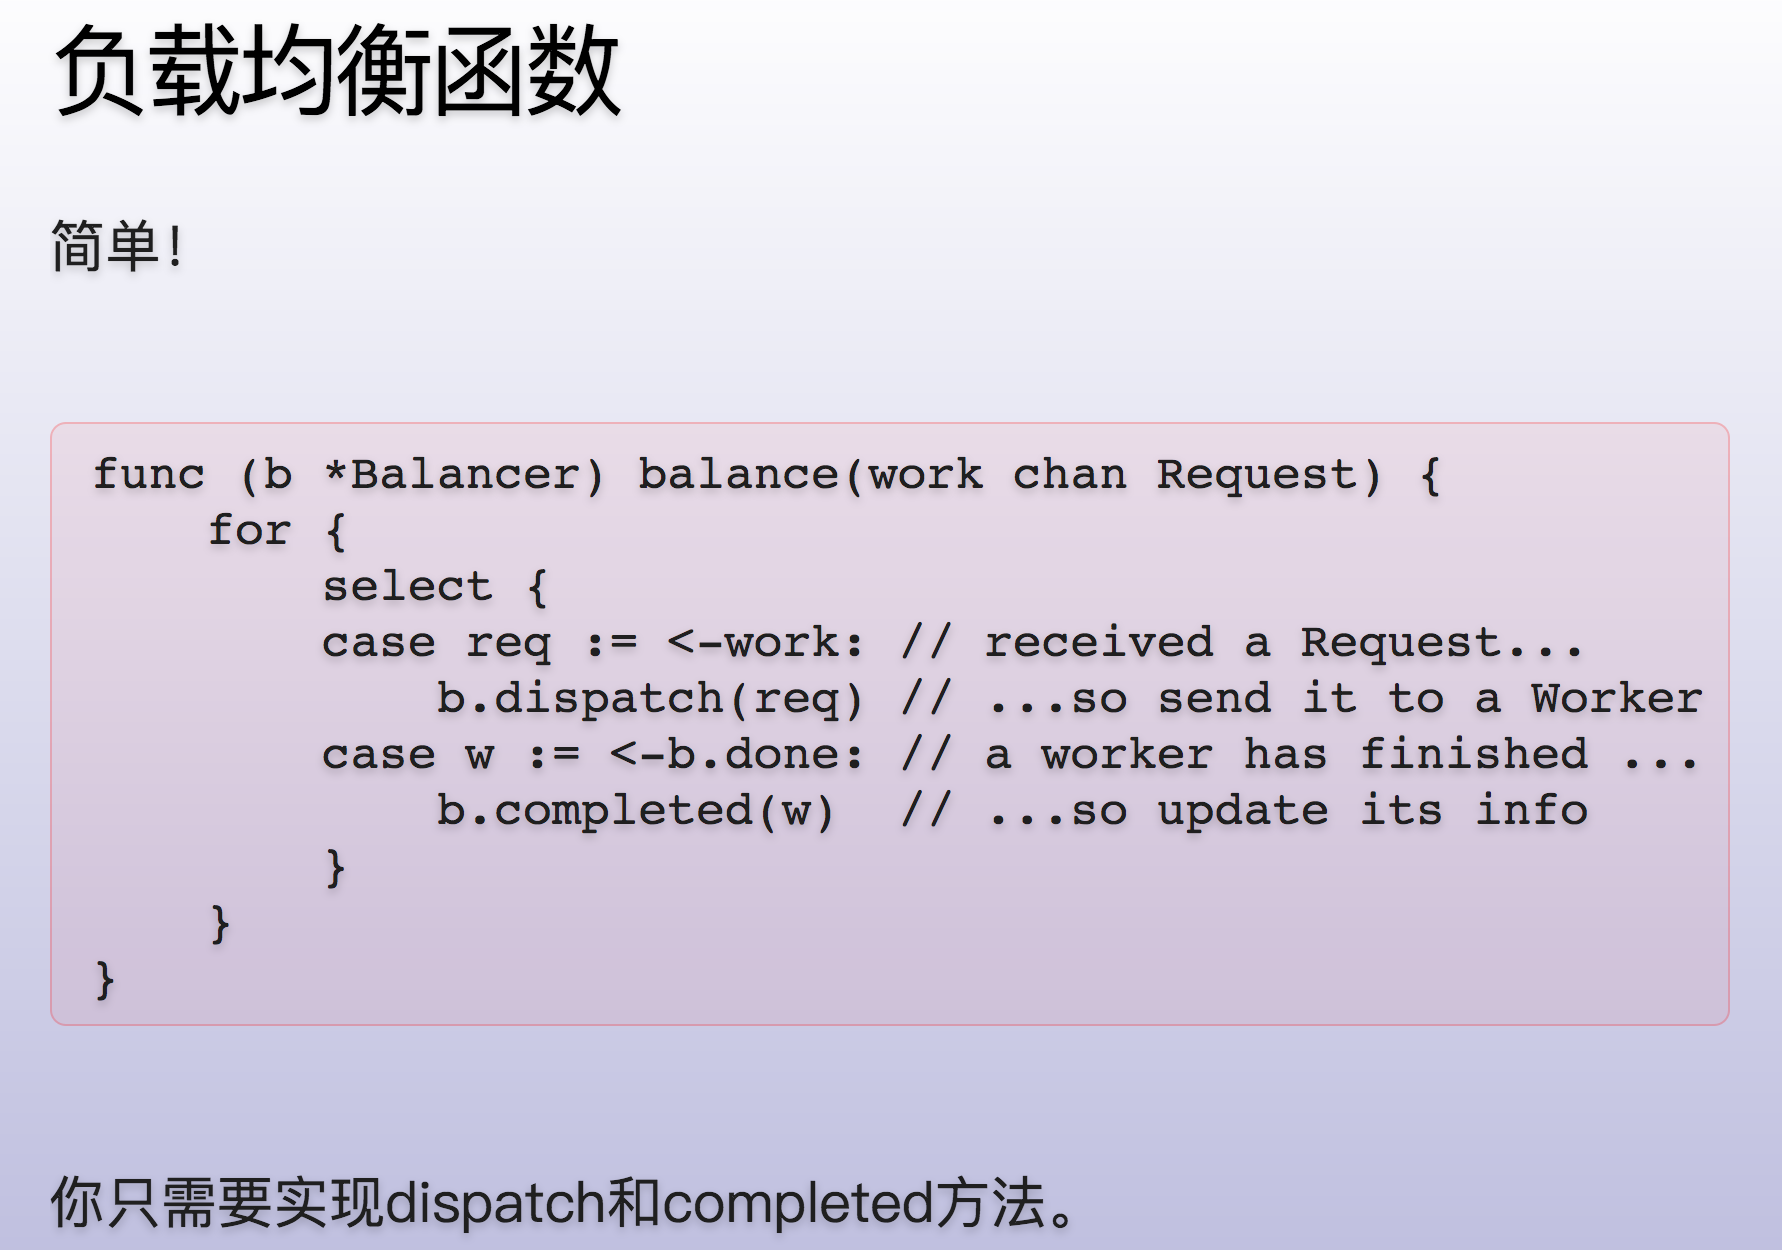 负载均衡函数
简单！
func (b *Balancer) balance(work chan Request) {
    for {
        select {
        case req := <-work: // received a Request...
            b.dispatch(req) // ...so send it to a Worker
        case w := <-b.done: // a worker has finished ...
            b.completed(w)  // ...so update its info
        }
    }
}
你只需要实现dispatch和completed方法。